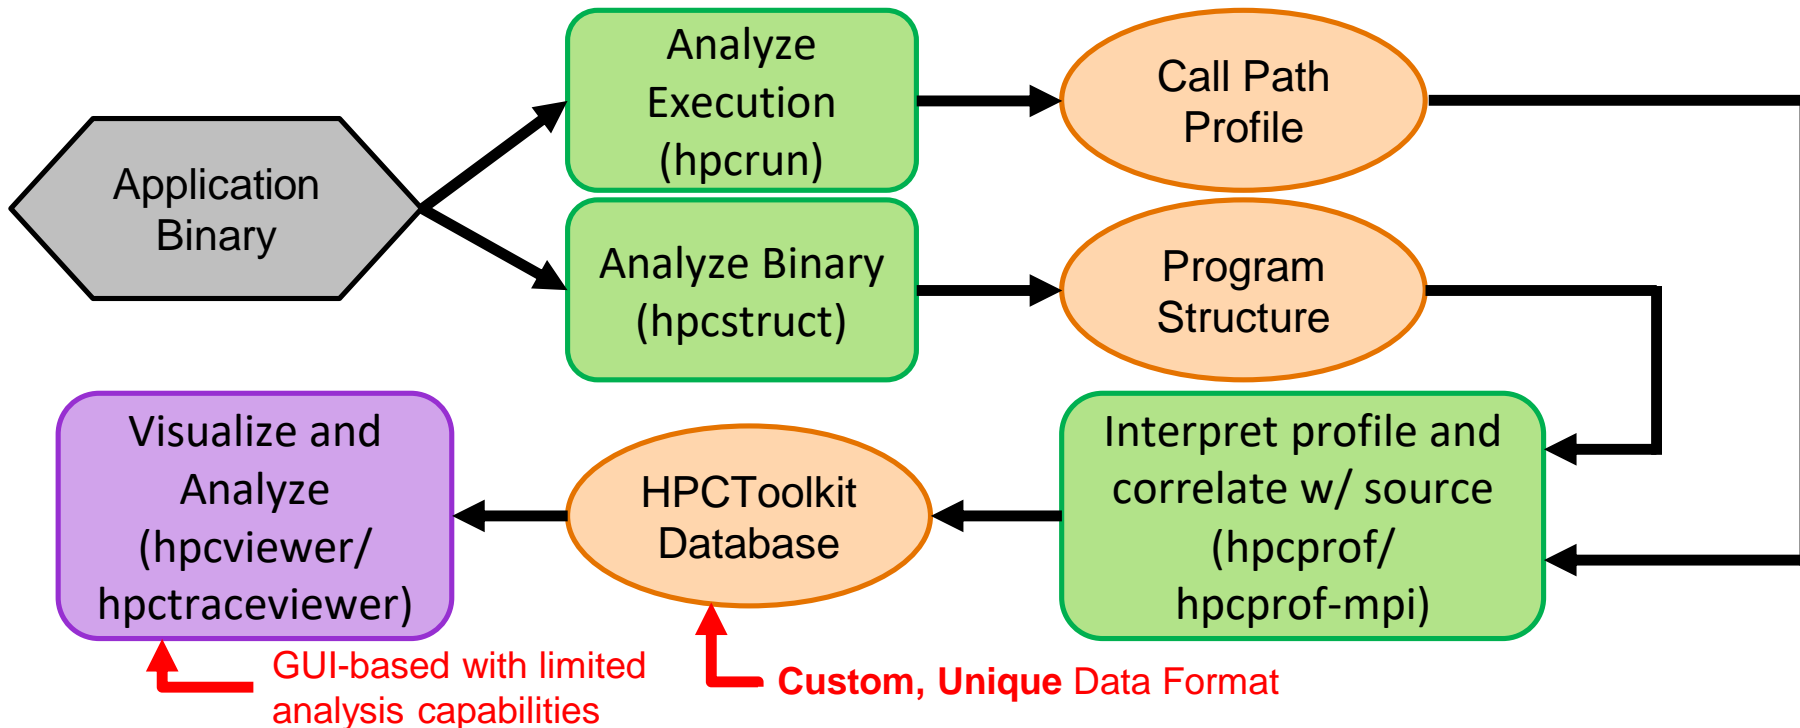 Application
Binary
Analyze
Execution
(hpcrun)
Call Path
Profile
Analyze Binary
(hpcstruct)
Program
Structure
Visualize and
Analyze
(hpcviewer/
hpctraceviewer)
HPCToolkit
Database
Interpret profile and
correlate w/ source
(hpcprof/
hpcprof-mpi)
GUI-based with limited
analysis capabilities
Custom, Unique Data Format